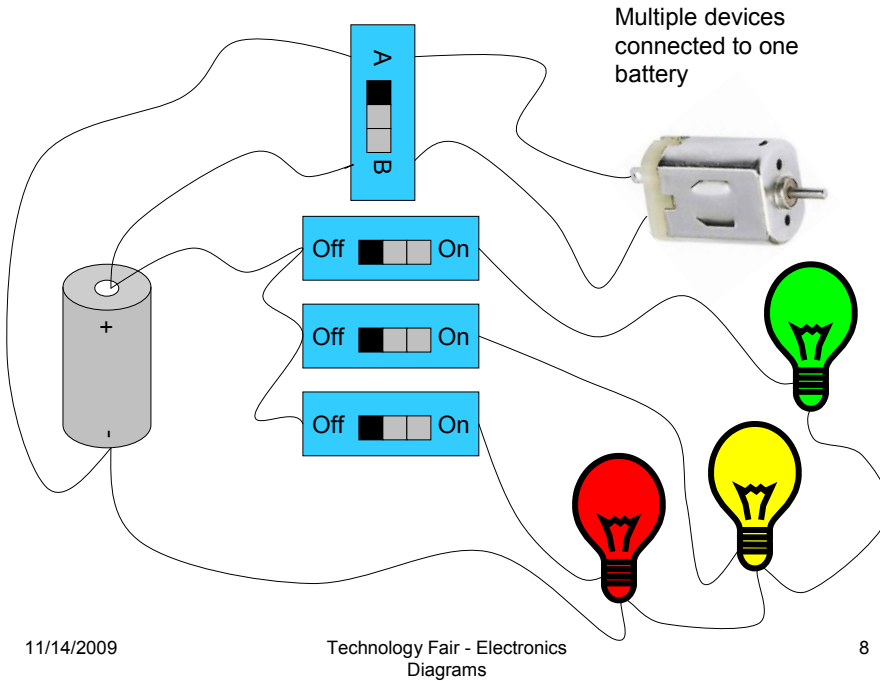 Multiple devices
connected to one
battery
A
B
Off On
+
Off On
Off On
-
11/14/2009
Technology Fair - Electronics
Diagrams
8